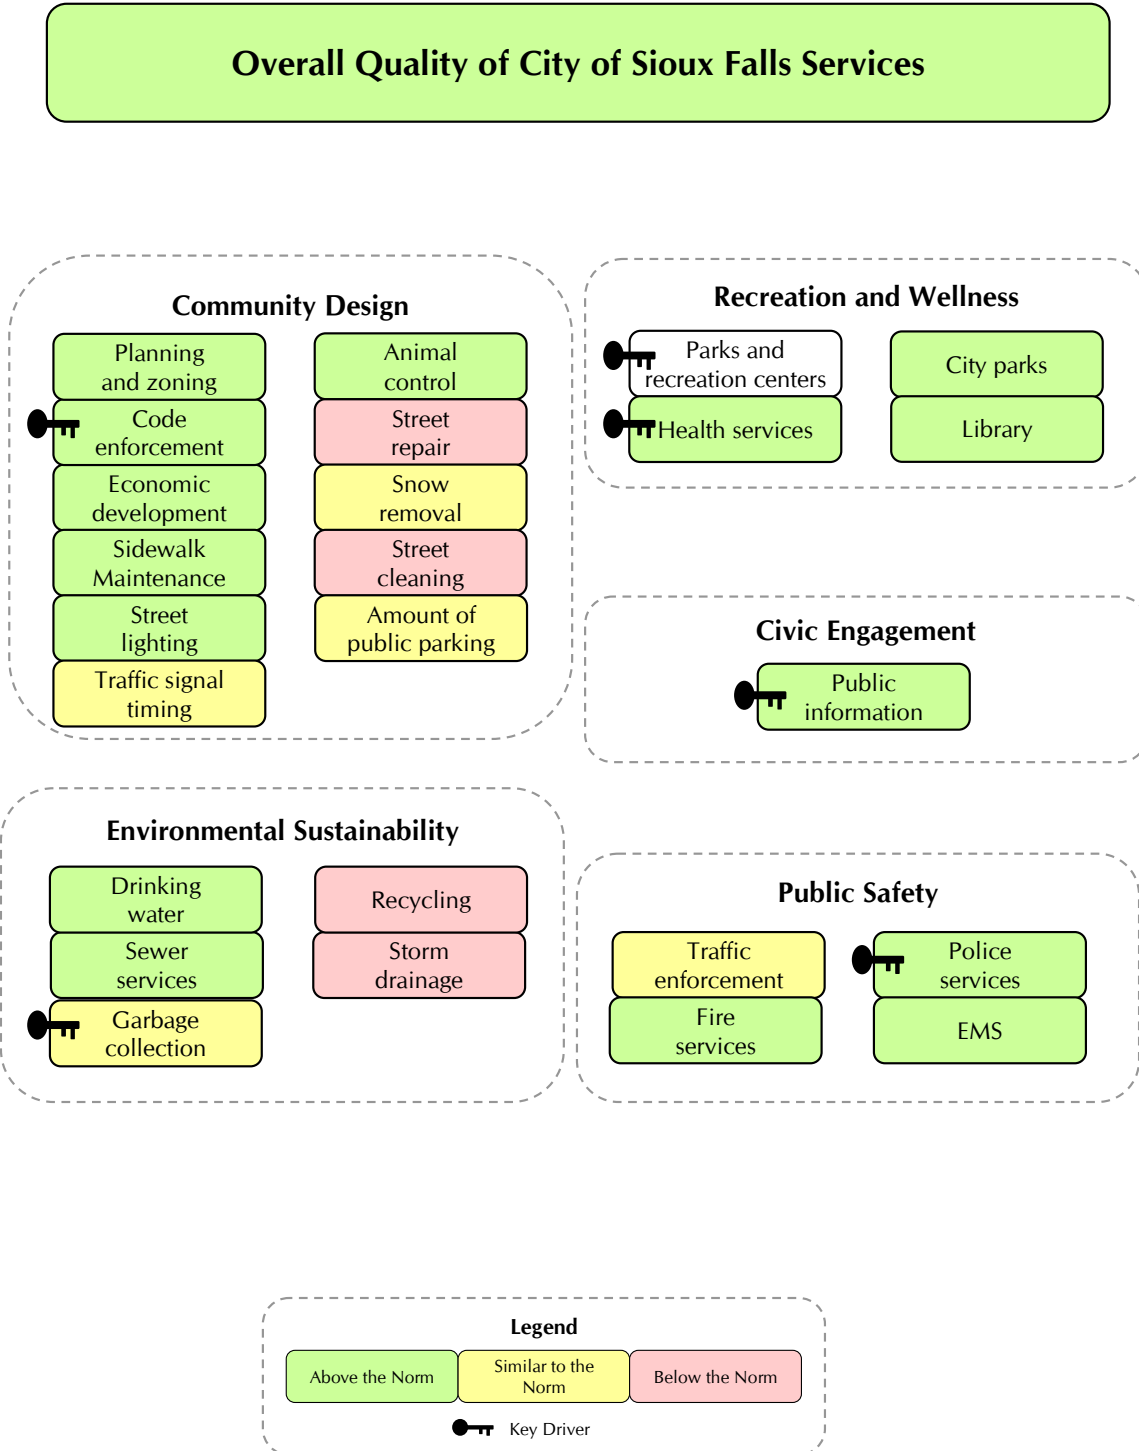 Overall Quality of City of Sioux Falls Services
Community Design
Planning
and zoning
Code
enforcement
Economic
development
Sidewalk
Maintenance
Street
lighting
Traffic signal
timing
Animal
control
Street
repair
Snow
removal
Street
cleaning
Amount of
public parking
Recreation and Wellness
Parks and
recreation centers
Health services
City parks
Library
Civic Engagement
Public
information
Environmental Sustainability
Drinking
water
Sewer
services
Garbage
collection
Recycling
Storm
drainage
Public Safety
Traffic
enforcement
Fire
services
Police
services
EMS
Legend
Above the Norm
Similar to the
Norm
Below the Norm
Key Driver